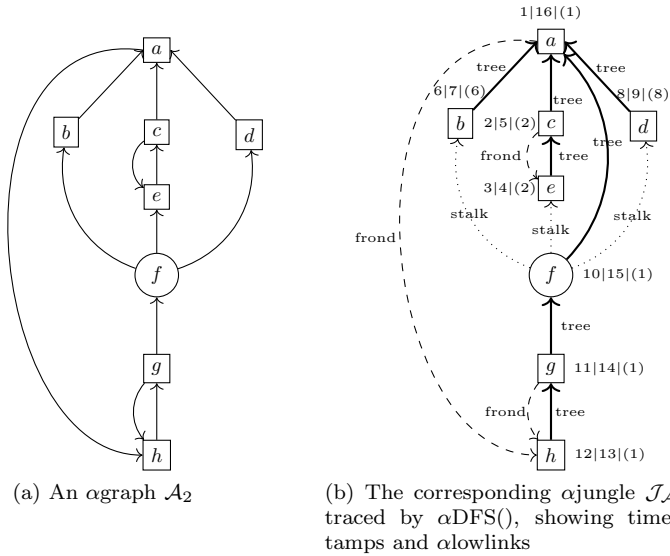 1|16|(1)
a
a
tree
tree
6|7|(6)
8|9|(8)
b
c
d
b
2|5|(2)
c
tree
d
tree
frond
tree
e
3|4|(2)
e
stalk
stalk
stalk
frond
f
f
10|15|(1)
tree
g
g
11|14|(1)
frond
tree
h
h
12|13|(1)
(a) An αgraph 𝒜₂
(b) The corresponding αjungle 𝒥𝒜
traced by αDFS(), showing time
tamps and αlowlinks